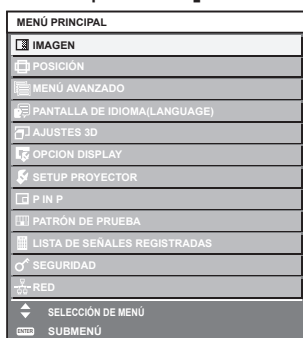 MENÚ PRINCIPAL
IMAGEN
POSICIÓN
MENÚ AVANZADO
PANTALLA DE IDIOMA(LANGUAGE)
AJUSTES 3D
OPCION DISPLAY
SETUP PROYECTOR
P IN P
PATRÓN DE PRUEBA
LISTA DE SEÑALES REGISTRADAS
SEGURIDAD
RED
SELECCIÓN DE MENÚ
ENTER SUBMENÚ